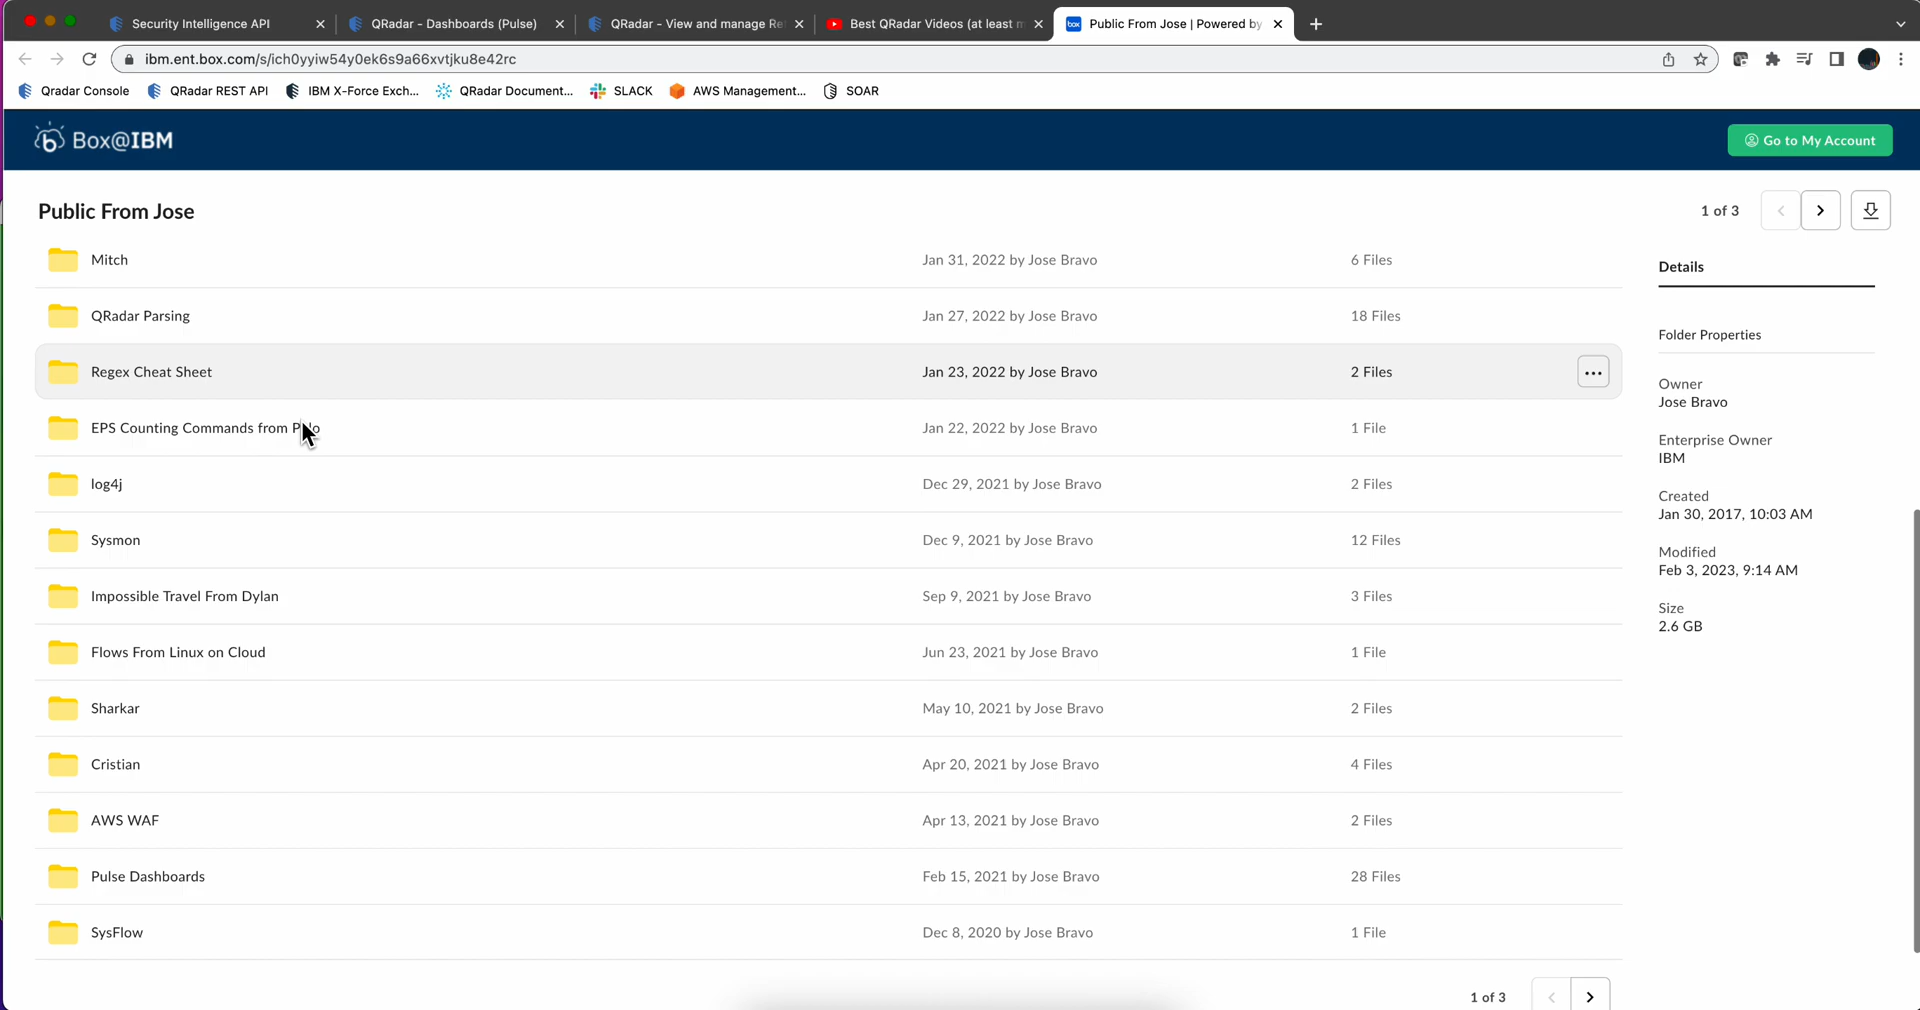 Security Intelligence API
QRadar - Dashboards (Pulse)
QRadar - View and manage Re
Best QRadar Videos (at least m
Public From Jose | Powered by
ibm.ent.box.com/s/ich0yyiw54y0ek6s9a66xvtjku8e42rc
Qradar Console
QRadar REST API
IBM X-Force Exch...
QRadar Document...
SLACK
AWS Management...
SOAR
Box@IBM
Go to My Account
Public From Jose
1 of 3
Mitch Jan 31, 2022 by Jose Bravo 6 Files
QRadar Parsing Jan 27, 2022 by Jose Bravo 18 Files
Regex Cheat Sheet Jan 23, 2022 by Jose Bravo 2 Files
EPS Counting Commands from Jan 22, 2022 by Jose Bravo 1 File
log4j Dec 29, 2021 by Jose Bravo 2 Files
Sysmon Dec 9, 2021 by Jose Bravo 12 Files
Impossible Travel From Dylan Sep 9, 2021 by Jose Bravo 3 Files
Flows From Linux on Cloud Jun 23, 2021 by Jose Bravo 1 File
Sharkar May 10, 2021 by Jose Bravo 2 Files
Cristian Apr 20, 2021 by Jose Bravo 4 Files
AWS WAF Apr 13, 2021 by Jose Bravo 2 Files
Pulse Dashboards Feb 15, 2021 by Jose Bravo 28 Files
SysFlow Dec 8, 2020 by Jose Bravo 1 File
1 of 3
Details
Folder Properties
Owner
Jose Bravo
Enterprise Owner
IBM
Created
Jan 30, 2017, 10:03 AM
Modified
Feb 3, 2023, 9:14 AM
Size
2.6 GB